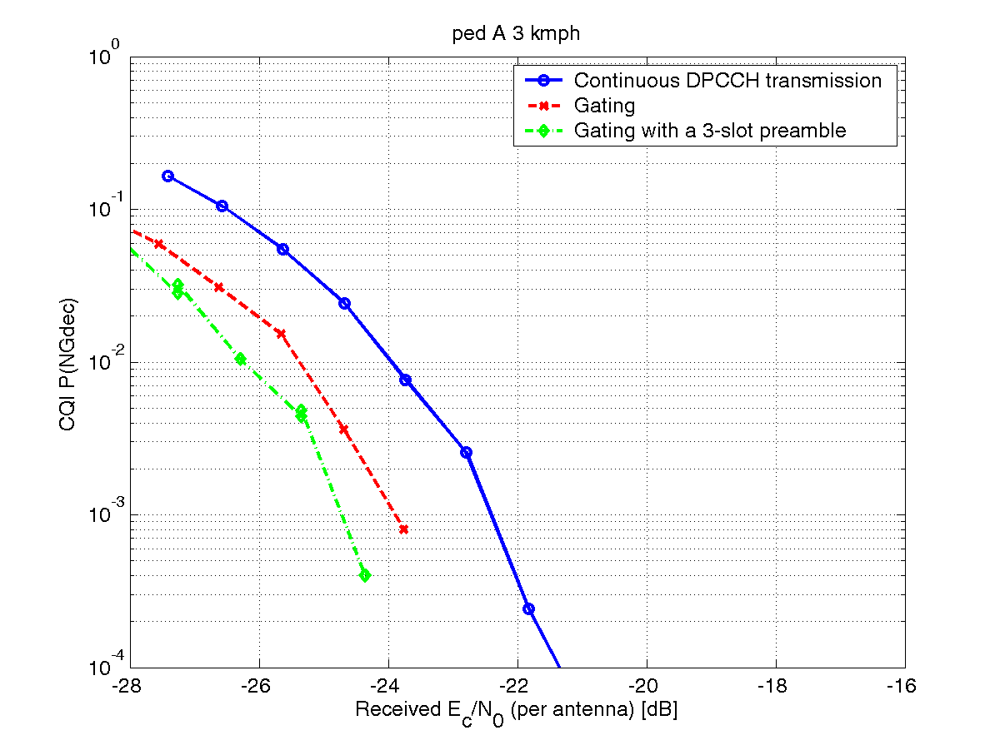 ped A 3 kmph
Continuous DPCCH transmission
Gating
Gating with a 3-slot preamble
10^0
10^-1
10^-2
10^-3
10^-4
CQI P(NGdec)
-28 -26 -24 -22 -20 -18 -16
Received E_c/N_0 (per antenna) [dB]